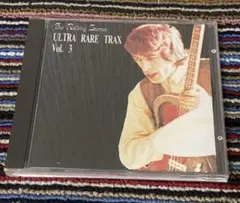 The Rolling Stones
ULTRA RARE TRAX
Vol. 3